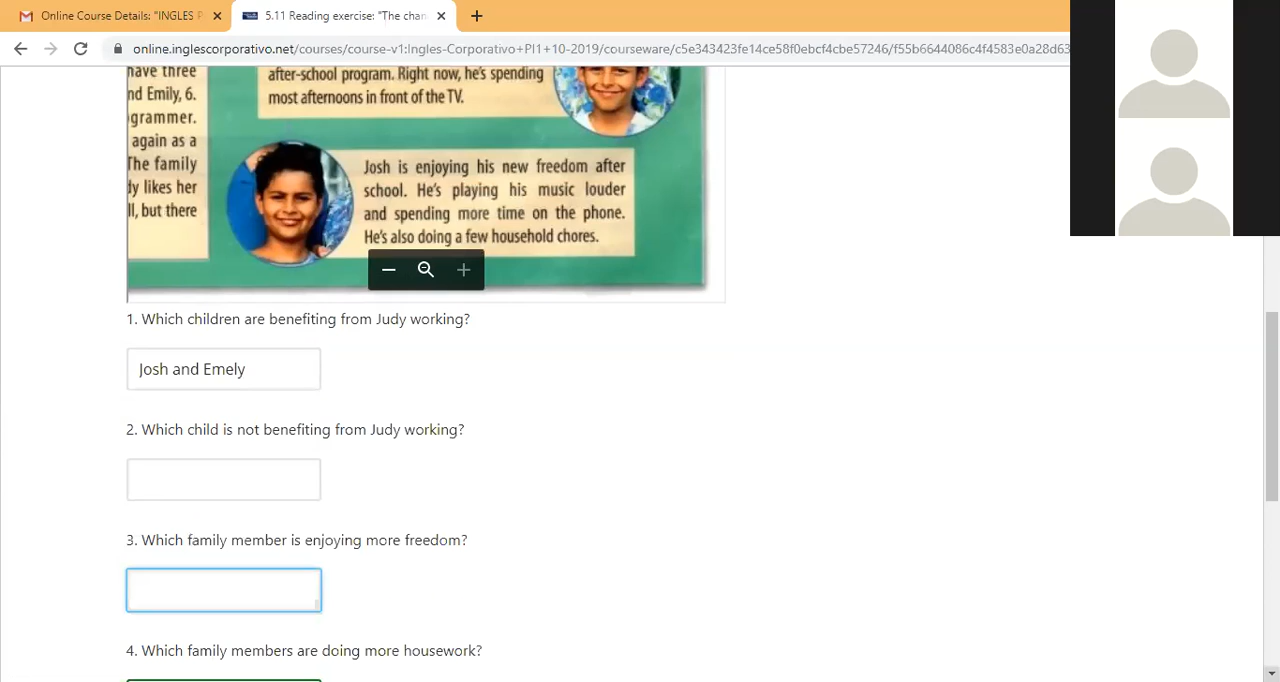 Online Course Details: "INGLES P
5.11 Reading exercise: "The chan
online.inglescorporativo.net/courses/course-v1:Ingles-Corporativo+PI1+10-2019/courseware/c5e343423fe14ce58f0ebcf4cbe57246/f55b6644086c4f4583e0a28d63
have three
nd Emily, 6.
grammer.
again as a
The family
dy likes her
ll, but there
after-school program. Right now, he's spending
most afternoons in front of the TV.
Josh is enjoying his new freedom after
school. He's playing his music louder
and spending more time on the phone.
He's also doing a few household chores.
1. Which children are benefiting from Judy working?
Josh and Emely
2. Which child is not benefiting from Judy working?
3. Which family member is enjoying more freedom?
4. Which family members are doing more housework?